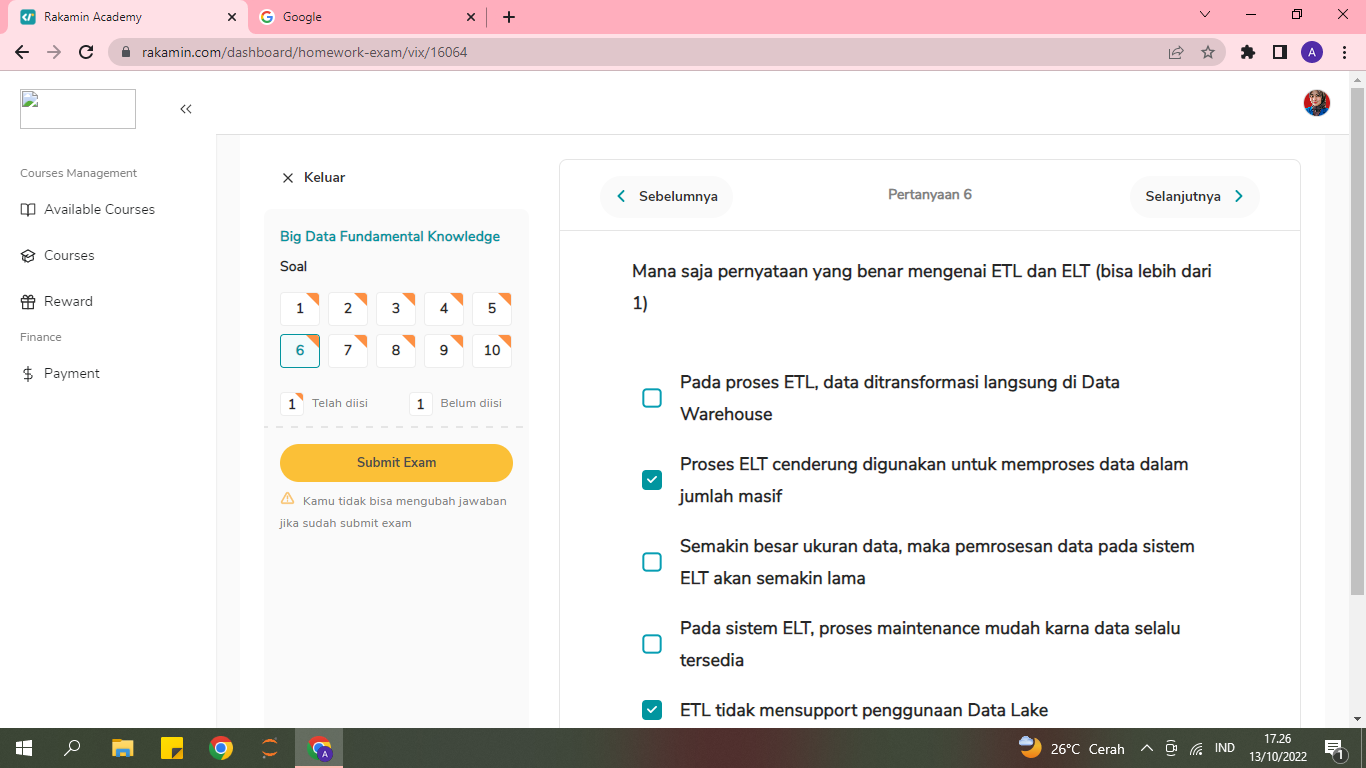 Rakamin Academy
Google
rakamin.com/dashboard/homework-exam/vix/16064
A
Courses Management
Available Courses
Courses
Reward
Finance
Payment
Keluar
Big Data Fundamental Knowledge
Soal
1 2 3 4 5
6 7 8 9 10
1 Telah diisi 1 Belum diisi
Submit Exam
Kamu tidak bisa mengubah jawaban
jika sudah submit exam
Sebelumnya
Pertanyaan 6
Selanjutnya
Mana saja pernyataan yang benar mengenai ETL dan ELT (bisa lebih dari
1)
Pada proses ETL, data ditransformasi langsung di Data
Warehouse
Proses ELT cenderung digunakan untuk memproses data dalam
jumlah masif
Semakin besar ukuran data, maka pemrosesan data pada sistem
ELT akan semakin lama
Pada sistem ELT, proses maintenance mudah karna data selalu
tersedia
ETL tidak mensupport penggunaan Data Lake
A
26°C Cerah
IND
17.26
13/10/2022
1